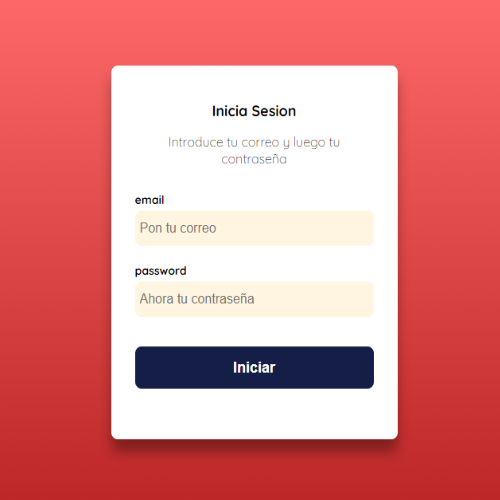 Inicia Sesion
Introduce tu correo y luego tu
contraseña
email
Pon tu correo
password
Ahora tu contraseña
Iniciar